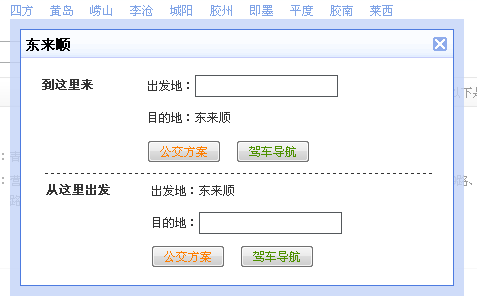 四方 黄岛 崂山 李沧 城阳 胶州 即墨 平度 胶南 莱西
东来顺
到这里来 出发地：
目的地：东来顺
公交方案 驾车导航
从这里出发 出发地：东来顺
目的地：
公交方案 驾车导航